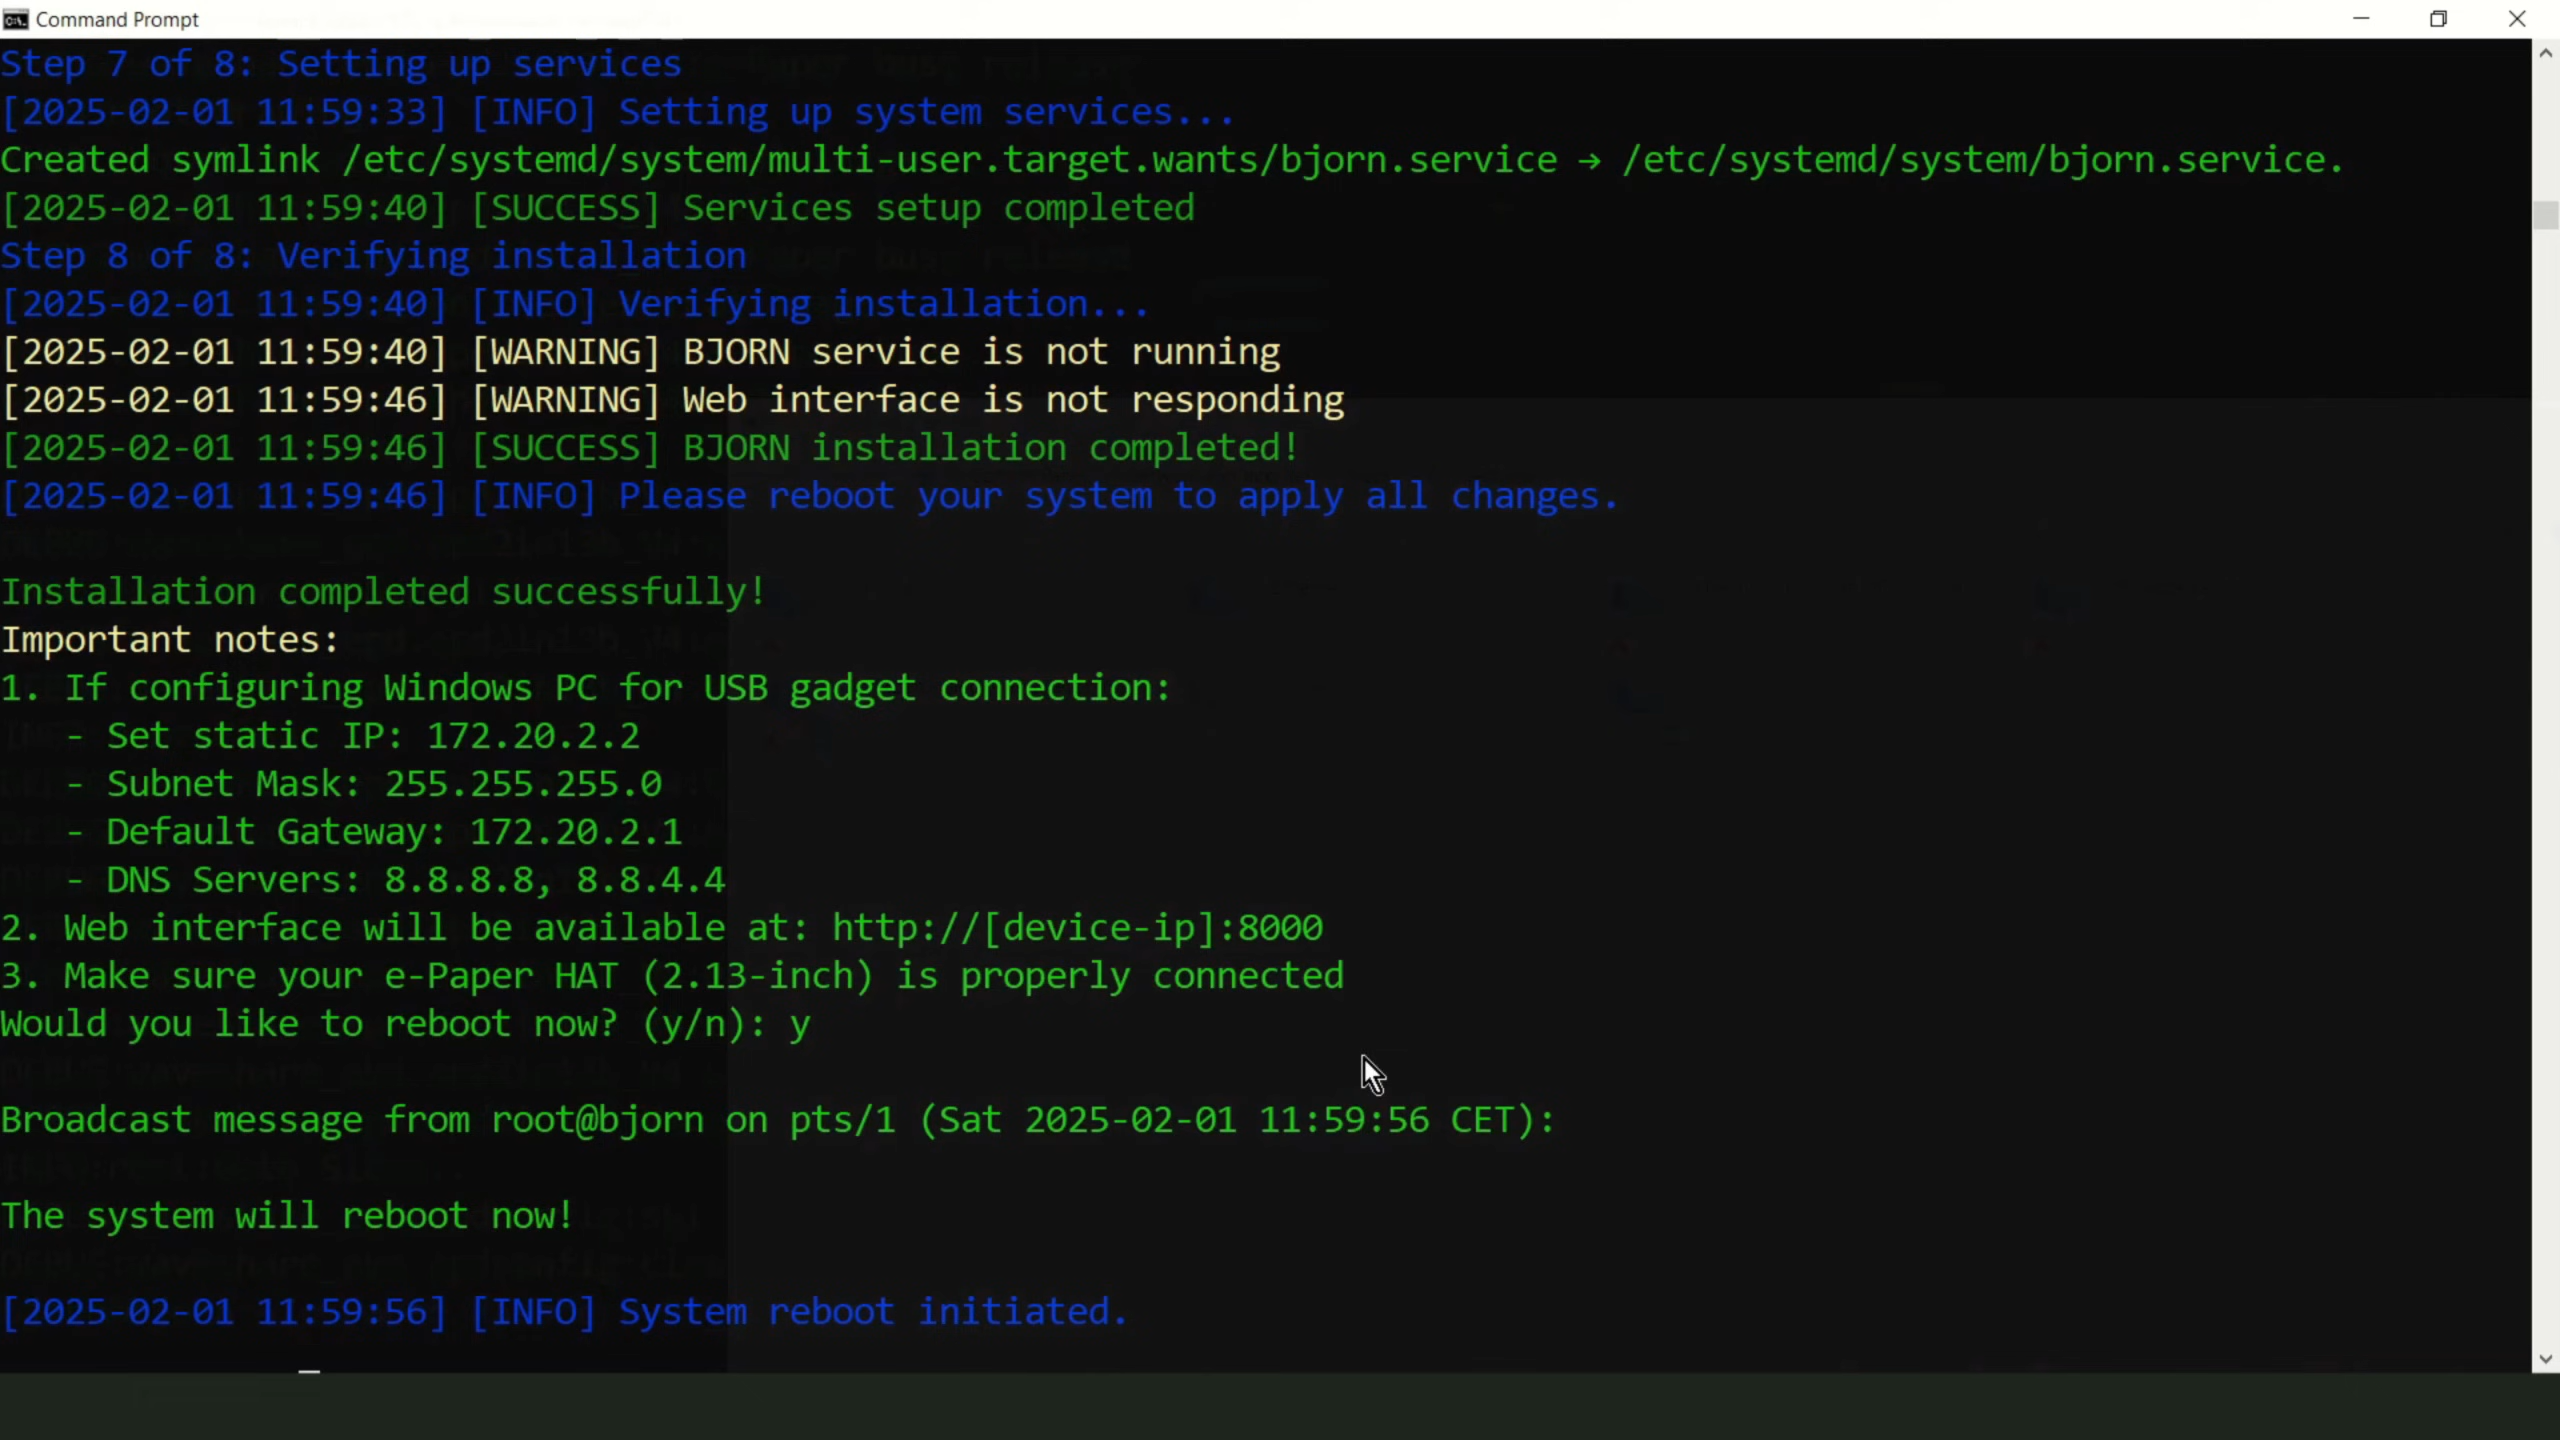 Command Prompt
Step 7 of 8: Setting up services
[2025-02-01 11:59:33] [INFO] Setting up system services...
Created symlink /etc/systemd/system/multi-user.target.wants/bjorn.service → /etc/systemd/system/bjorn.service.
[2025-02-01 11:59:40] [SUCCESS] Services setup completed
Step 8 of 8: Verifying installation
[2025-02-01 11:59:40] [INFO] Verifying installation...
[2025-02-01 11:59:40] [WARNING] BJORN service is not running
[2025-02-01 11:59:46] [WARNING] Web interface is not responding
[2025-02-01 11:59:46] [SUCCESS] BJORN installation completed!
[2025-02-01 11:59:46] [INFO] Please reboot your system to apply all changes.
Installation completed successfully!
Important notes:
1. If configuring Windows PC for USB gadget connection:
- Set static IP: 172.20.2.2
- Subnet Mask: 255.255.255.0
- Default Gateway: 172.20.2.1
- DNS Servers: 8.8.8.8, 8.8.4.4
2. Web interface will be available at: http://[device-ip]:8000
3. Make sure your e-Paper HAT (2.13-inch) is properly connected
Would you like to reboot now? (y/n): y
Broadcast message from root@bjorn on pts/1 (Sat 2025-02-01 11:59:56 CET):
The system will reboot now!
[2025-02-01 11:59:56] [INFO] System reboot initiated.